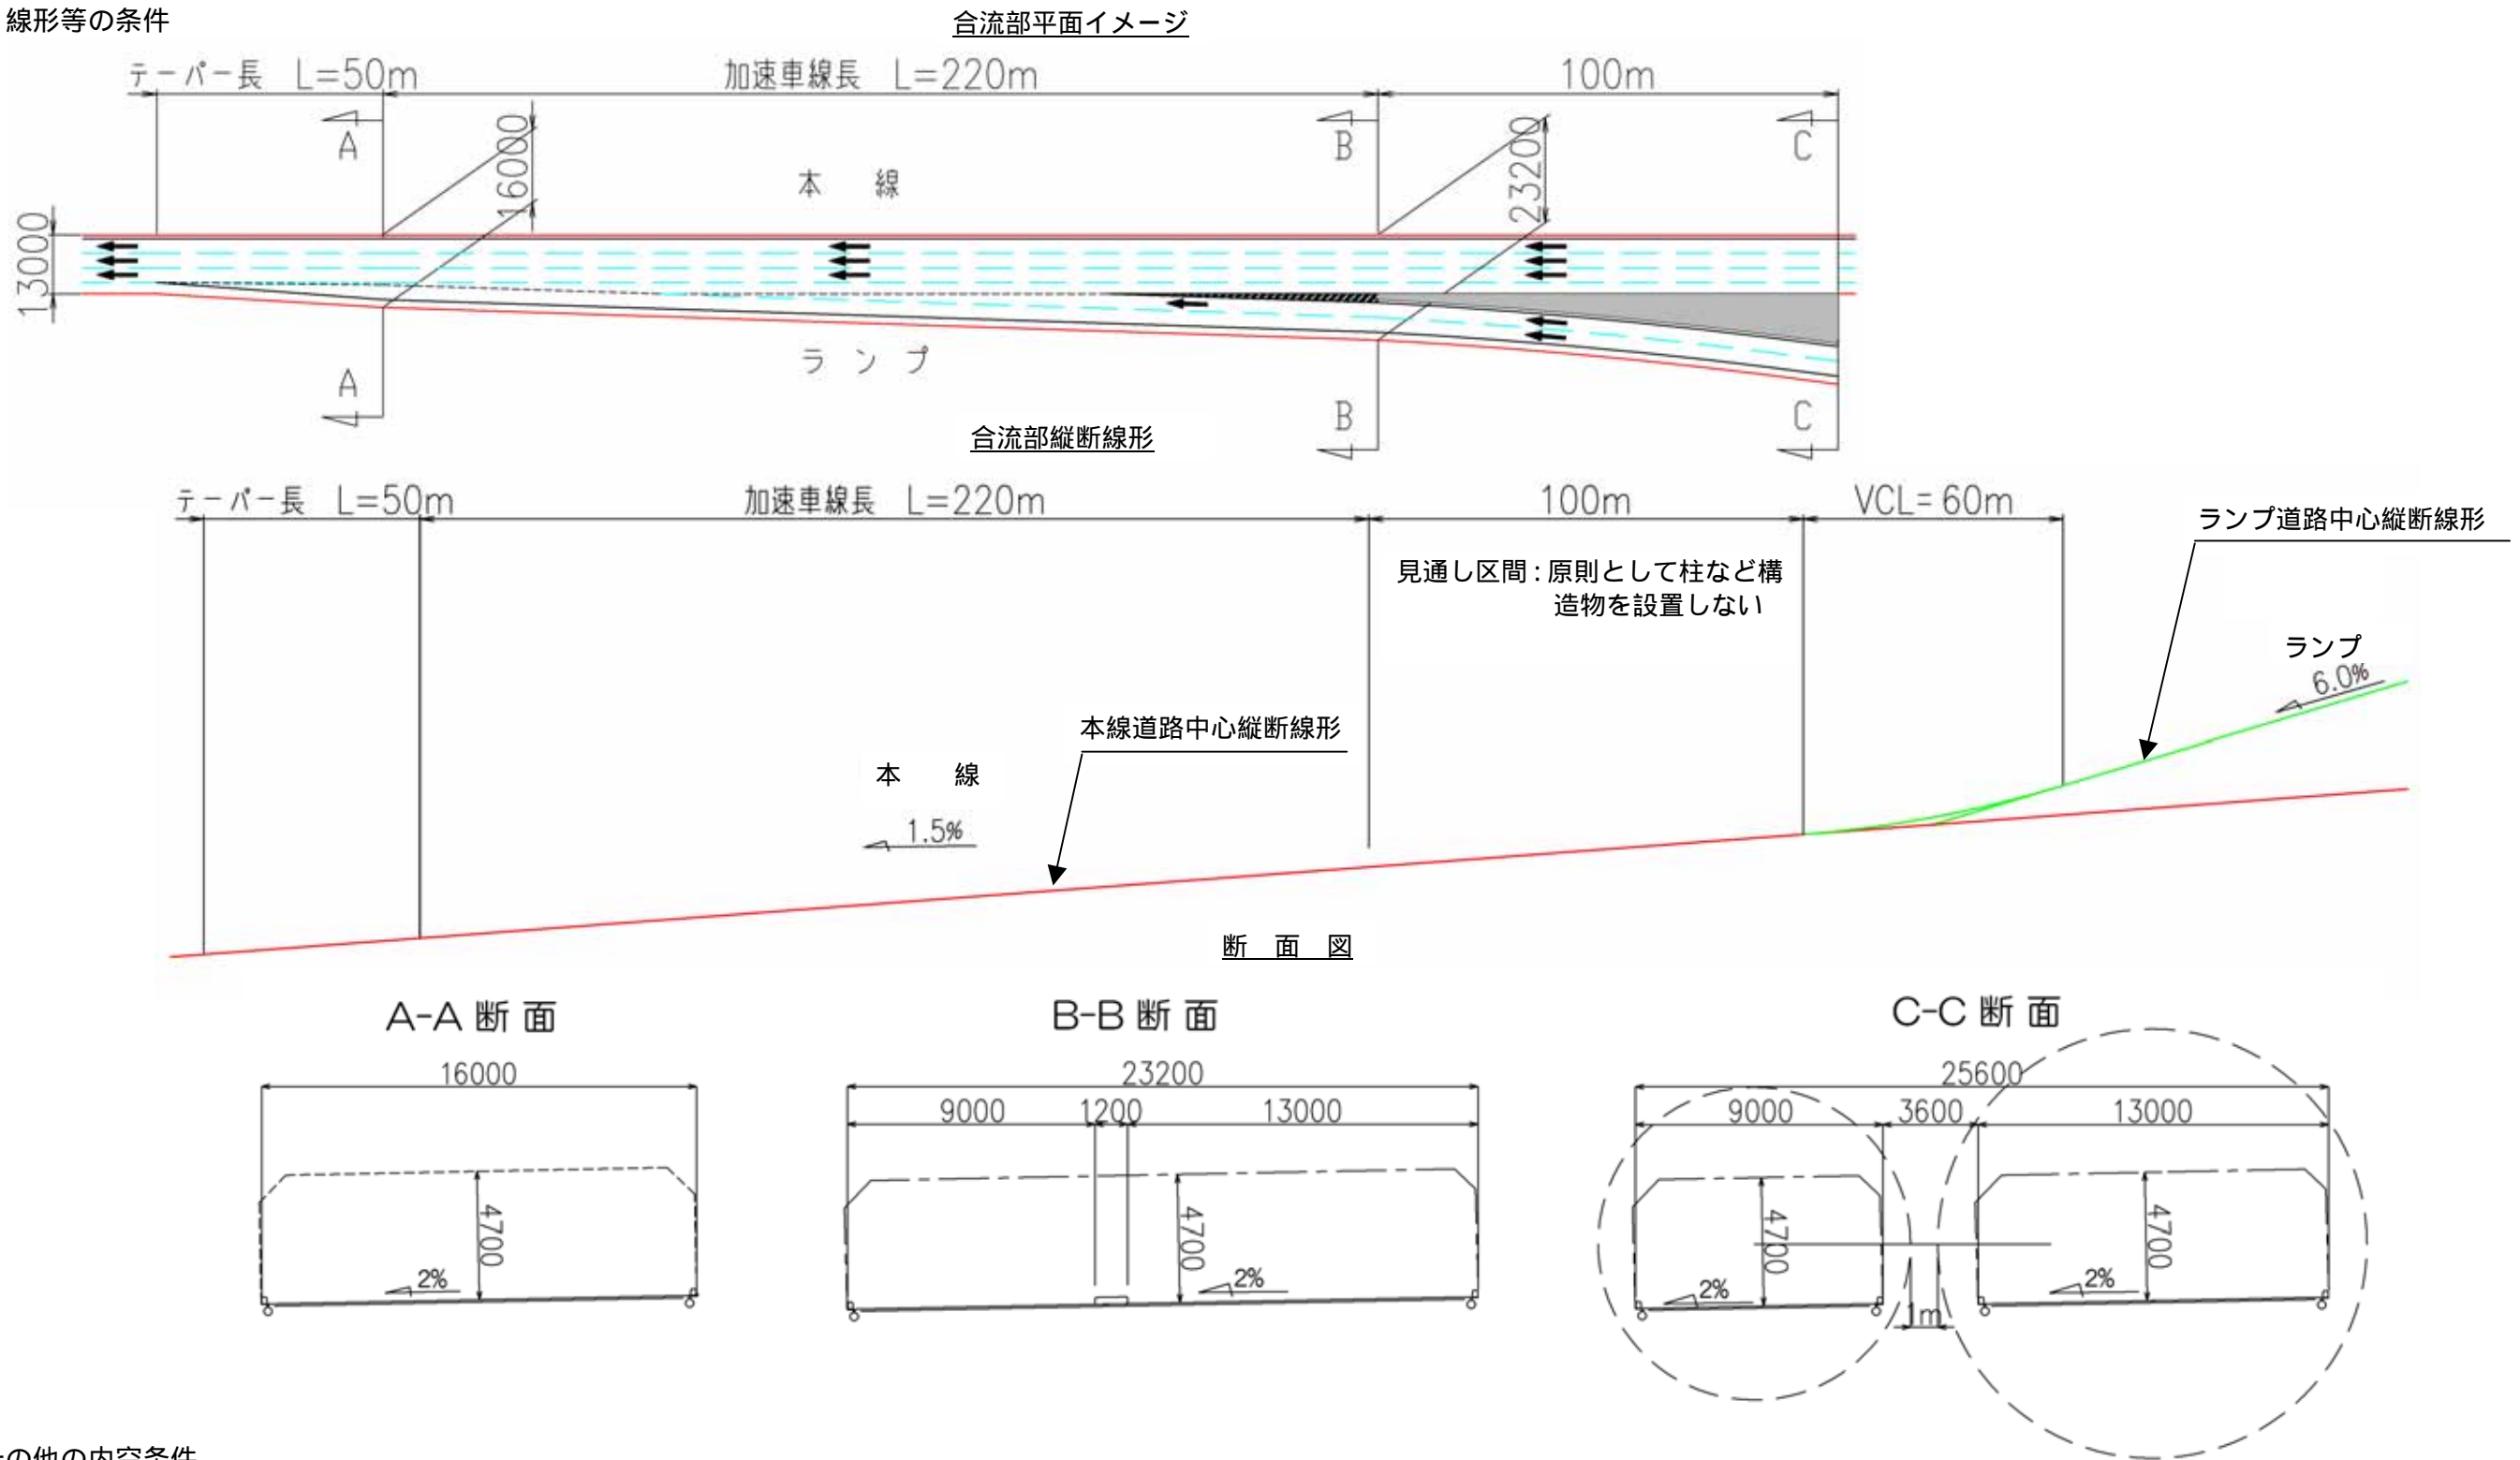 線形等の条件
合流部平面イメージ
テーパー長 L=50m
加速車線長 L=220m
100m
A
16000
B
23200
C
本 線
13000
ランプ
A
B
C
合流部縦断線形
テーパー長 L=50m
加速車線長 L=220m
100m
VCL=60m
ランプ道路中心縦断線形
見通し区間:原則として柱など構
造物を設置しない
ランプ
6.0%
本線道路中心縦断線形
本 線
1.5%
断 面 図
A-A 断 面
B-B 断 面
C-C 断 面
16000
23200
25600
9000
1200
13000
9000
3600
13000
4700
4700
4700
4700
2%
2%
2%
2%
1m
の他の内空条件